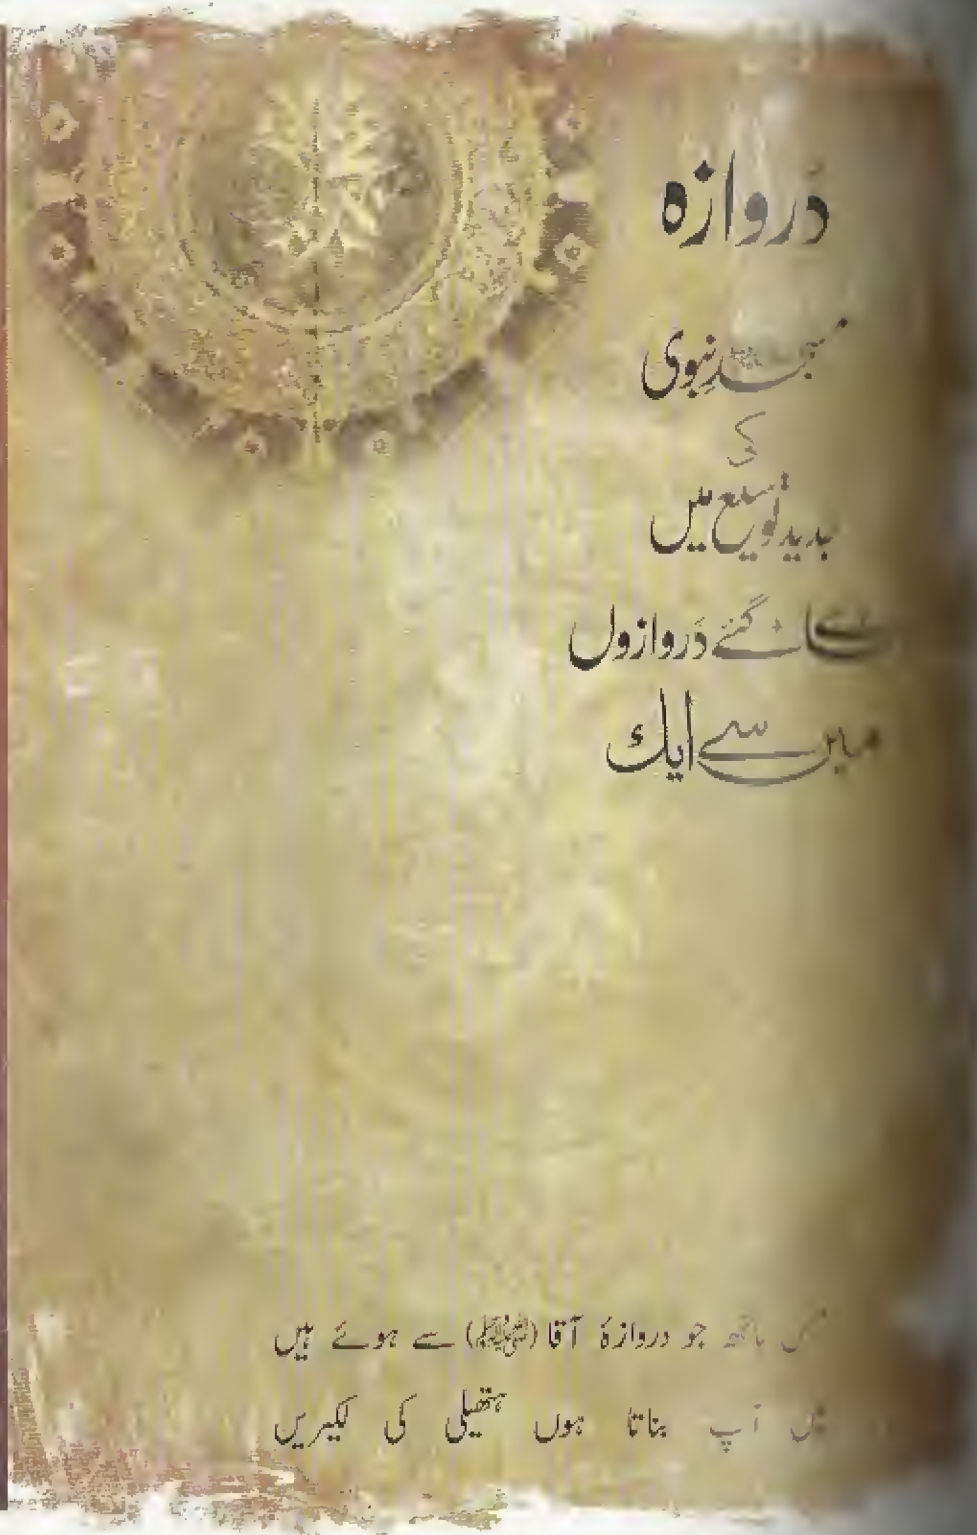 دروازہ
مسجدِ نبوی
کی
جدید توسیع میں
گئے دروازوں
میں سے ایک
مس ہاتھ جو دروازۂ آقا (ﷺ) سے ہوئے ہیں
میں آپ بناتا ہوں ہتھیلی کی لکیریں